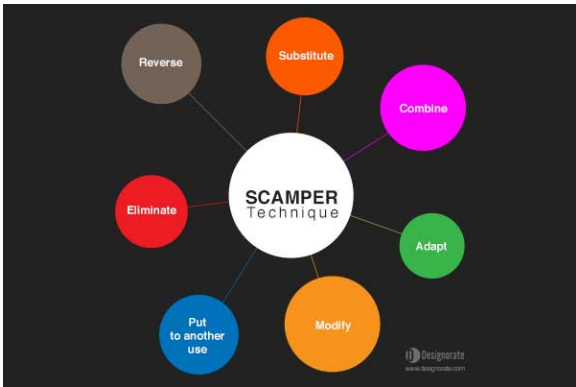 SCAMPER
Technique
Substitute
Combine
Adapt
Modify
Put
to another
use
Eliminate
Reverse
Designorate
www.designorate.com